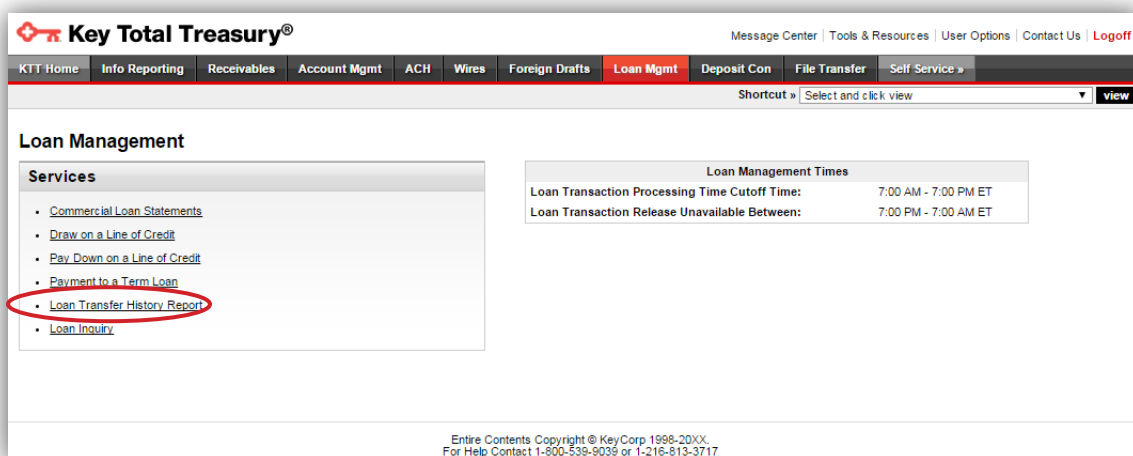 Key Total Treasury®
Message Center | Tools & Resources | User Options | Contact Us | Logoff
KTT Home Info Reporting Receivables Account Mgmt ACH Wires Foreign Drafts Loan Mgmt Deposit Con File Transfer Self Service »
Shortcut » Select and click view ▼ view
Loan Management
Services
• Commercial Loan Statements
• Draw on a Line of Credit
• Pay Down on a Line of Credit
• Payment to a Term Loan
• Loan Transfer History Report
• Loan Inquiry
Loan Management Times
Loan Transaction Processing Time Cutoff Time: 7:00 AM - 7:00 PM ET
Loan Transaction Release Unavailable Between: 7:00 PM - 7:00 AM ET
Entire Contents Copyright © KeyCorp 1998-20XX.
For Help Contact 1-800-539-9039 or 1-216-813-3717